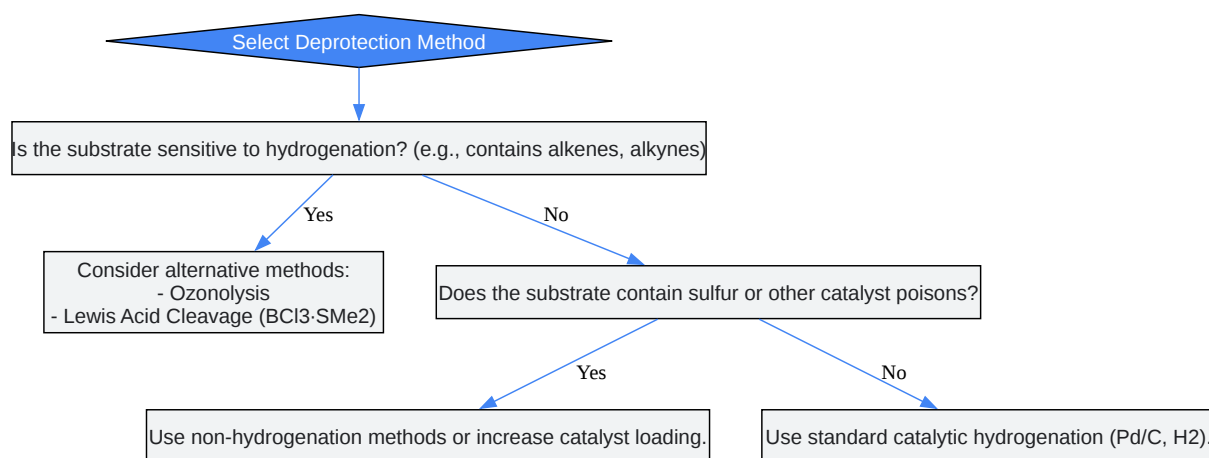 Select Deprotection Method
Is the substrate sensitive to hydrogenation? (e.g., contains alkenes, alkynes)
Yes
No
Consider alternative methods:
- Ozonolysis
- Lewis Acid Cleavage (BCl3·SMe2)
Does the substrate contain sulfur or other catalyst poisons?
Yes
No
Use non-hydrogenation methods or increase catalyst loading.
Use standard catalytic hydrogenation (Pd/C, H2).